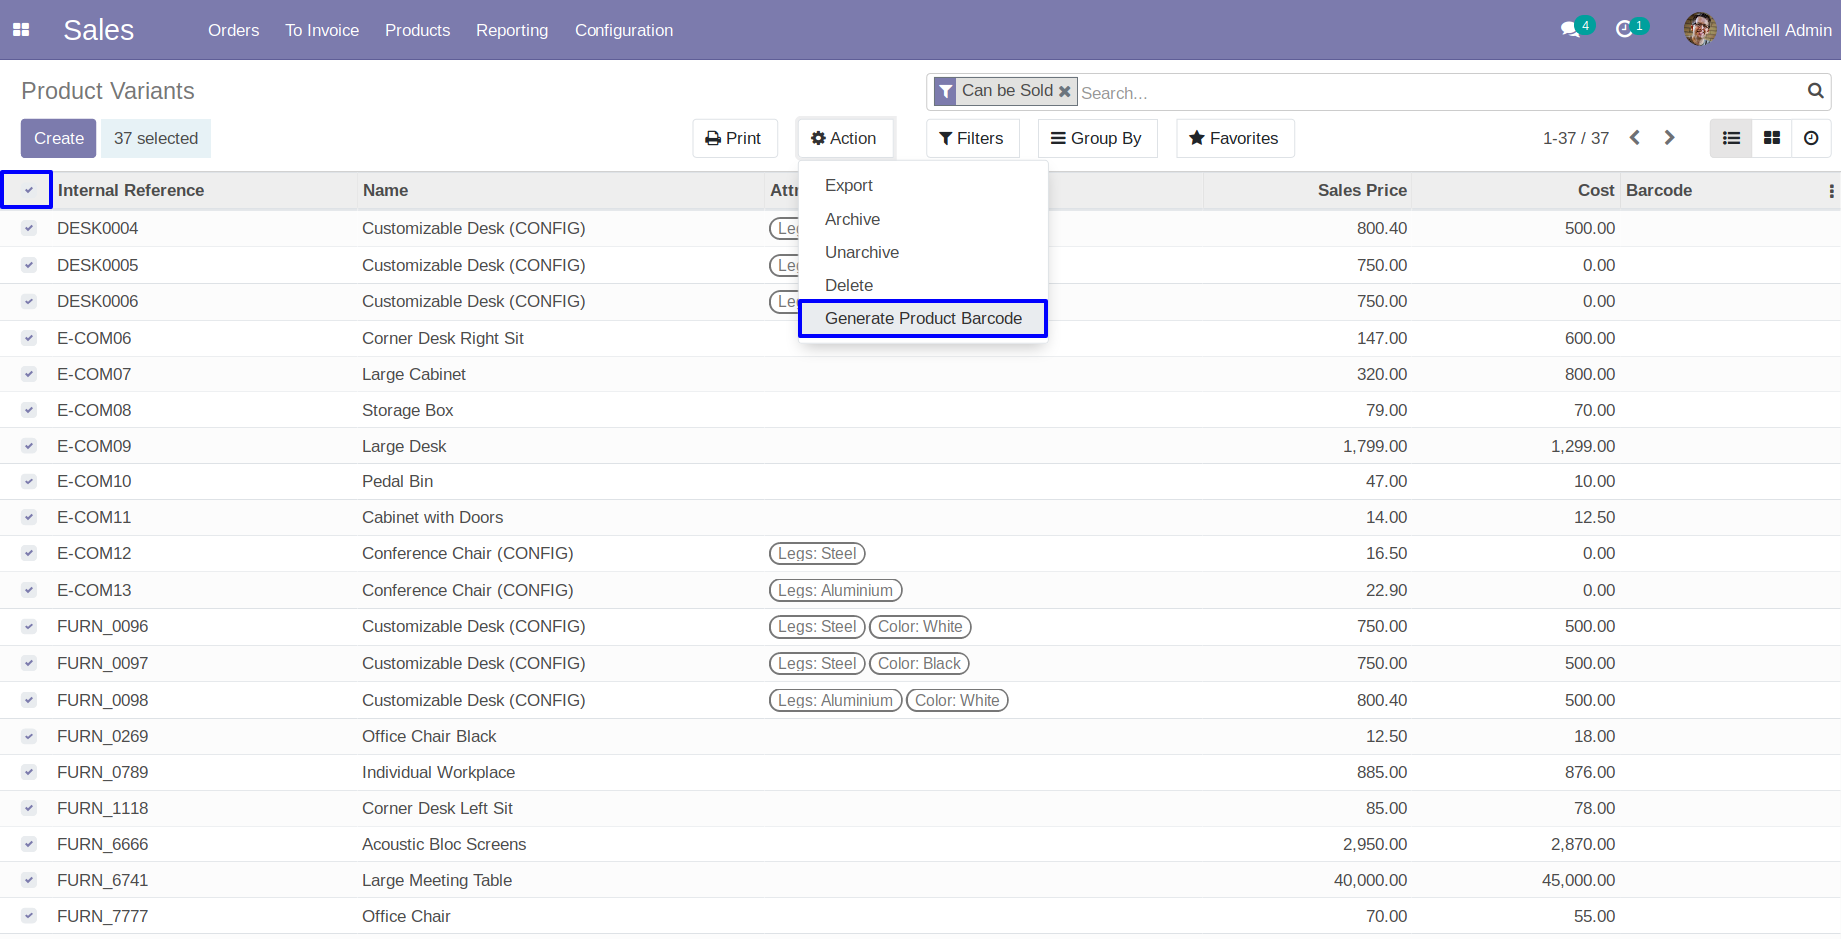 Sales Orders To Invoice Products Reporting Configuration 4 1 Mitchell Admin
Product Variants Can be Sold Search...
Create 37 selected Print Action Filters Group By Favorites 1-37 / 37
Internal Reference Name Sales Price Cost Barcode
Export
Archive
Unarchive
Delete
Generate Product Barcode
DESK0004 Customizable Desk (CONFIG) 800.40 500.00
DESK0005 Customizable Desk (CONFIG) 750.00 0.00
DESK0006 Customizable Desk (CONFIG) 750.00 0.00
E-COM06 Corner Desk Right Sit 147.00 600.00
E-COM07 Large Cabinet 320.00 800.00
E-COM08 Storage Box 79.00 70.00
E-COM09 Large Desk 1,799.00 1,299.00
E-COM10 Pedal Bin 47.00 10.00
E-COM11 Cabinet with Doors 14.00 12.50
E-COM12 Conference Chair (CONFIG) Legs: Steel 16.50 0.00
E-COM13 Conference Chair (CONFIG) Legs: Aluminium 22.90 0.00
FURN_0096 Customizable Desk (CONFIG) Legs: Steel Color: White 750.00 500.00
FURN_0097 Customizable Desk (CONFIG) Legs: Steel Color: Black 750.00 500.00
FURN_0098 Customizable Desk (CONFIG) Legs: Aluminium Color: White 800.40 500.00
FURN_0269 Office Chair Black 12.50 18.00
FURN_0789 Individual Workplace 885.00 876.00
FURN_1118 Corner Desk Left Sit 85.00 78.00
FURN_6666 Acoustic Bloc Screens 2,950.00 2,870.00
FURN_6741 Large Meeting Table 40,000.00 45,000.00
FURN_7777 Office Chair 70.00 55.00